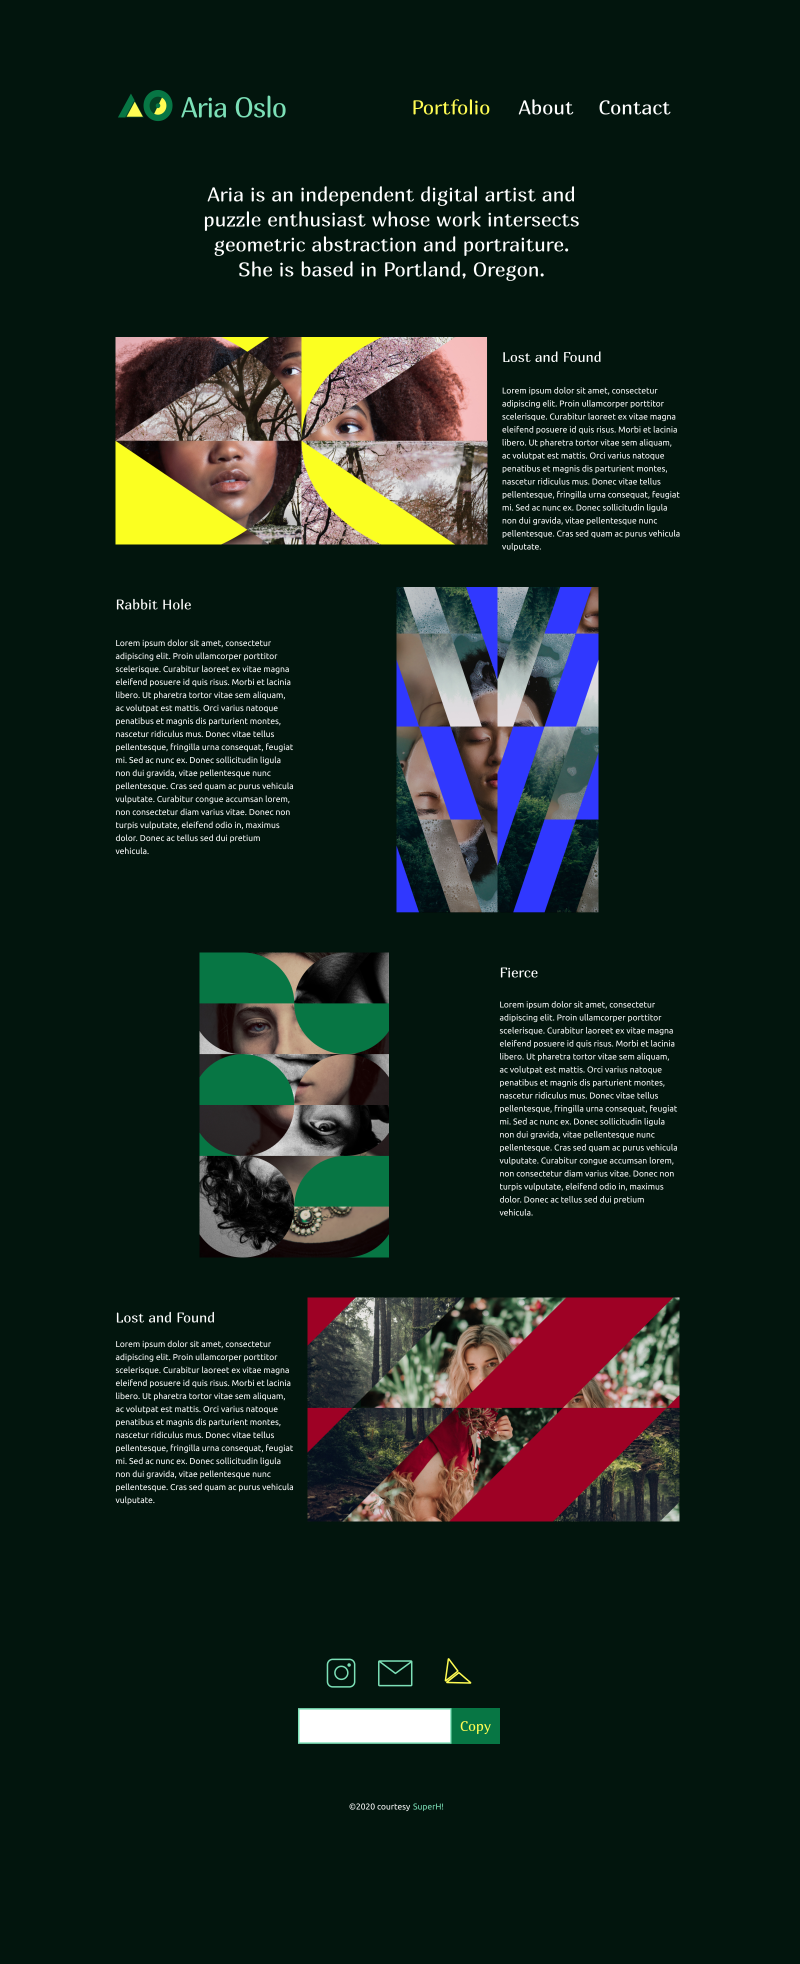 Aria Oslo
Portfolio About Contact
Aria is an independent digital artist and
puzzle enthusiast whose work intersects
geometric abstraction and portraiture.
She is based in Portland, Oregon.
Lost and Found
Lorem ipsum dolor sit amet, consectetur
adipiscing elit. Proin ullamcorper porttitor
scelerisque. Curabitur laoreet ex vitae magna
eleifend posuere id quis risus. Morbi et lacinia
libero. Ut pharetra tortor vitae sem aliquam,
ac volutpat est mattis. Orci varius natoque
penatibus et magnis dis parturient montes,
nascetur ridiculus mus. Donec vitae tellus
pellentesque, fringilla urna consequat, feugiat
mi. Sed ac nunc ex. Donec sollicitudin ligula
non dui gravida, vitae pellentesque nunc
pellentesque. Cras sed quam ac purus vehicula
vulputate.
Rabbit Hole
Lorem ipsum dolor sit amet, consectetur
adipiscing elit. Proin ullamcorper porttitor
scelerisque. Curabitur laoreet ex vitae magna
eleifend posuere id quis risus. Morbi et lacinia
libero. Ut pharetra tortor vitae sem aliquam,
ac volutpat est mattis. Orci varius natoque
penatibus et magnis dis parturient montes,
nascetur ridiculus mus. Donec vitae tellus
pellentesque, fringilla urna consequat, feugiat
mi. Sed ac nunc ex. Donec sollicitudin ligula
non dui gravida, vitae pellentesque nunc
pellentesque. Cras sed quam ac purus vehicula
vulputate. Curabitur congue accumsan lorem,
non consectetur diam varius vitae. Donec non
turpis vulputate, eleifend odio in, maximus
dolor. Donec ac tellus sed dui pretium
vehicula.
Fierce
Lorem ipsum dolor sit amet, consectetur
adipiscing elit. Proin ullamcorper porttitor
scelerisque. Curabitur laoreet ex vitae magna
eleifend posuere id quis risus. Morbi et lacinia
libero. Ut pharetra tortor vitae sem aliquam,
ac volutpat est mattis. Orci varius natoque
penatibus et magnis dis parturient montes,
nascetur ridiculus mus. Donec vitae tellus
pellentesque, fringilla urna consequat, feugiat
mi. Sed ac nunc ex. Donec sollicitudin ligula
non dui gravida, vitae pellentesque nunc
pellentesque. Cras sed quam ac purus vehicula
vulputate. Curabitur congue accumsan lorem,
non consectetur diam varius vitae. Donec non
turpis vulputate, eleifend odio in, maximus
dolor. Donec ac tellus sed dui pretium
vehicula.
Lost and Found
Lorem ipsum dolor sit amet, consectetur
adipiscing elit. Proin ullamcorper porttitor
scelerisque. Curabitur laoreet ex vitae magna
eleifend posuere id quis risus. Morbi et lacinia
libero. Ut pharetra tortor vitae sem aliquam,
ac volutpat est mattis. Orci varius natoque
penatibus et magnis dis parturient montes,
nascetur ridiculus mus. Donec vitae tellus
pellentesque, fringilla urna consequat, feugiat
mi. Sed ac nunc ex. Donec sollicitudin ligula
non dui gravida, vitae pellentesque nunc
pellentesque. Cras sed quam ac purus vehicula
vulputate.
Copy
©2020 courtesy SuperHi